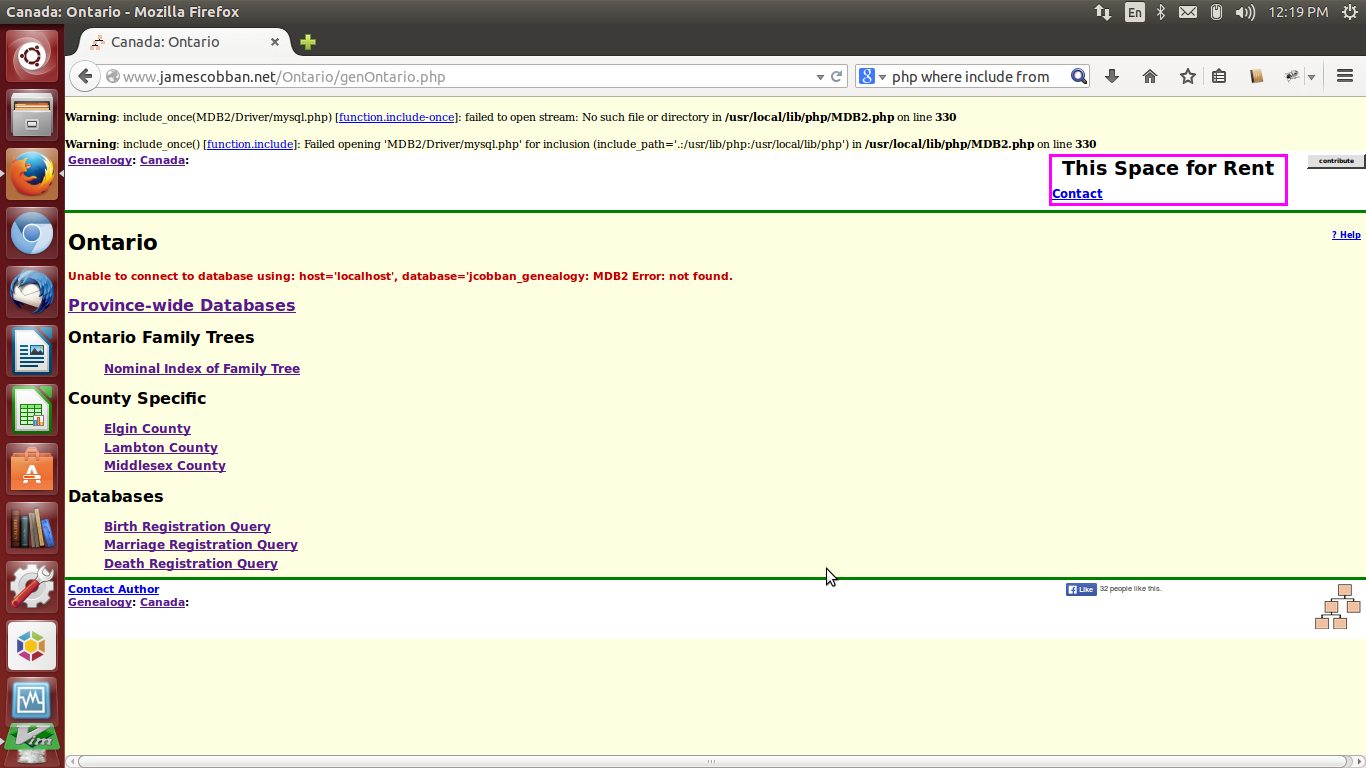 Canada: Ontario - Mozilla Firefox
En
12:19 PM
Canada: Ontario
www.jamescobban.net/Ontario/genOntario.php
php where include from
Warning: include_once(MDB2/Driver/mysql.php) [function.include-once]: failed to open stream: No such file or directory in /usr/local/lib/php/MDB2.php on line 330
Warning: include_once() [function.include]: Failed opening 'MDB2/Driver/mysql.php' for inclusion (include_path='.:/usr/lib/php:/usr/local/lib/php') in /usr/local/lib/php/MDB2.php on line 330
Genealogy: Canada:
This Space for Rent
Contact
contribute
Ontario
? Help
Unable to connect to database using: host='localhost', database='jcobban_genealogy: MDB2 Error: not found.
Province-wide Databases
Ontario Family Trees
Nominal Index of Family Tree
County Specific
Elgin County
Lambton County
Middlesex County
Databases
Birth Registration Query
Marriage Registration Query
Death Registration Query
Contact Author
Genealogy: Canada:
Like
32 people like this.
Vim